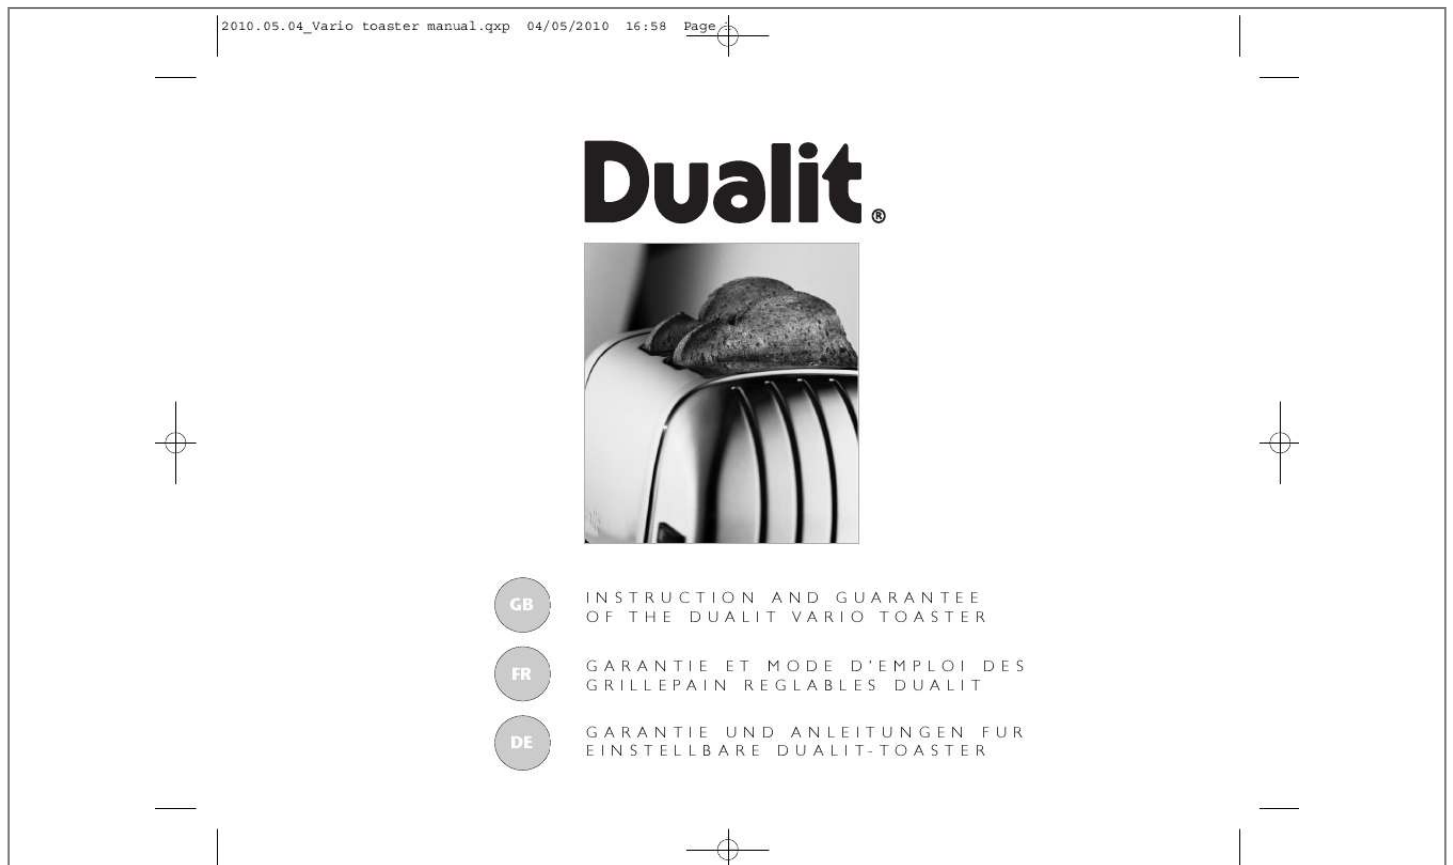 2010.05.04_Vario toaster manual.qxp 04/05/2010 16:58 Page
Dualit®
GB
INSTRUCTION AND GUARANTEE
OF THE DUALIT VARIO TOASTER
FR
GARANTIE ET MODE D'EMPLOI DES
GRILLEPAIN REGLABLES DUALIT
DE
GARANTIE UND ANLEITUNGEN FUR
EINSTELLBARE DUALIT-TOASTER